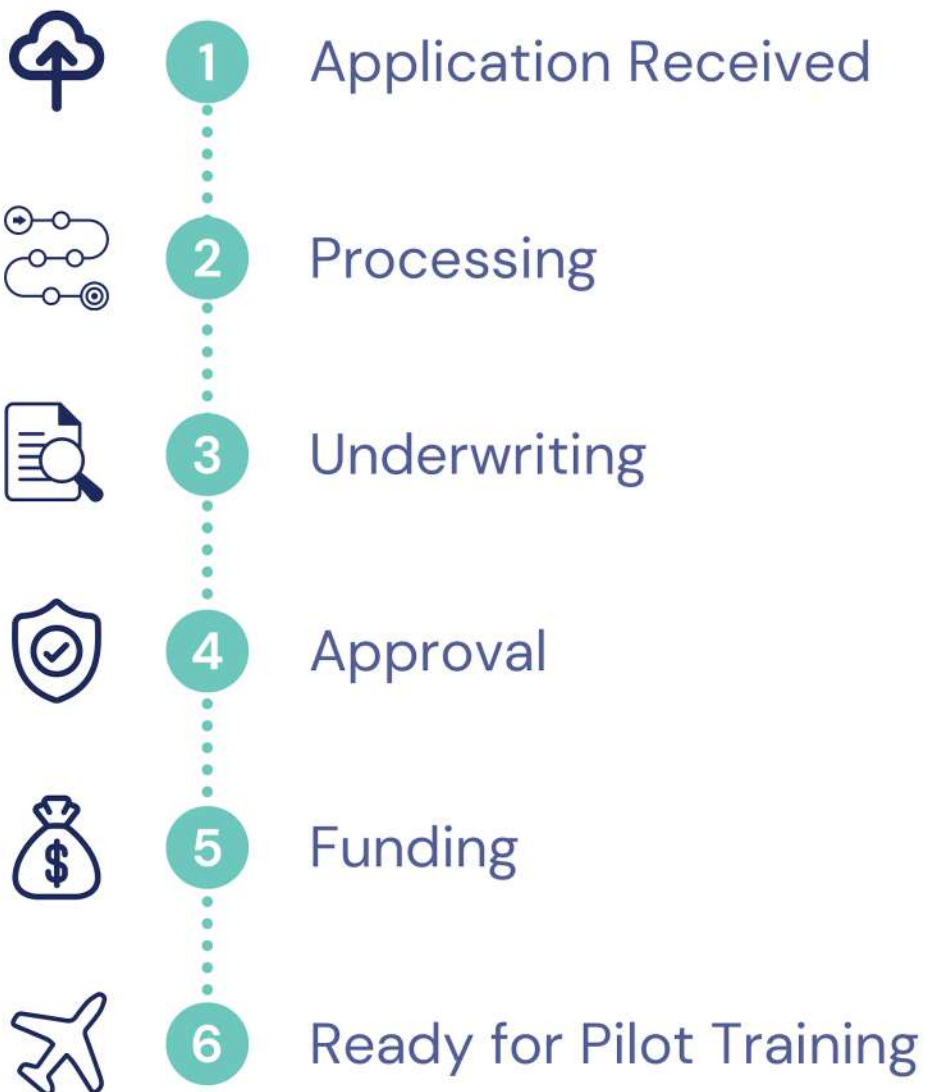 1 Application Received
2 Processing
3 Underwriting
4 Approval
$ 5 Funding
6 Ready for Pilot Training